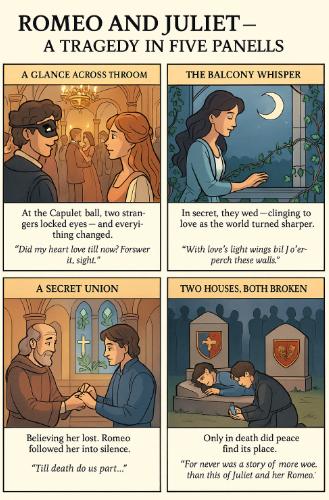 ROMEO AND JULIET—
A TRAGEDY IN FIVE PANELLS
A GLANCE ACROSS THROOM
At the Capulet ball, two stran-
gers locked eyes—and everyi-
thing changed.
"Did my heart love till now? Forswer
it, sight."
THE BALCONY WHISPER
In secret, they wed—clinging to
love as the world turned sharper.
"With love's light wings bil J o'er-
perch these walls."
A SECRET UNION
Believing her lost. Romeo
followed her into silence.
"Till death do us part..."
TWO HOUSES, BOTH BROKEN
Only in death did peace
find its place.
"For never was a story of more woe.
than this of Juliet and her Romeo.'